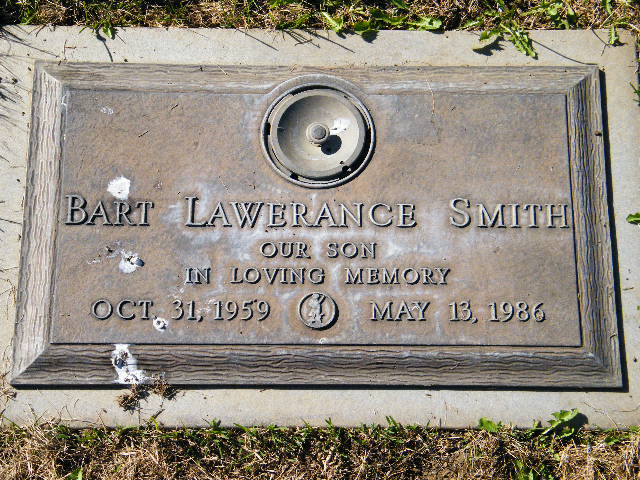 BART LAWERANCE SMITH
OUR SON
IN LOVING MEMORY
OCT. 31, 1959 MAY 13, 1986